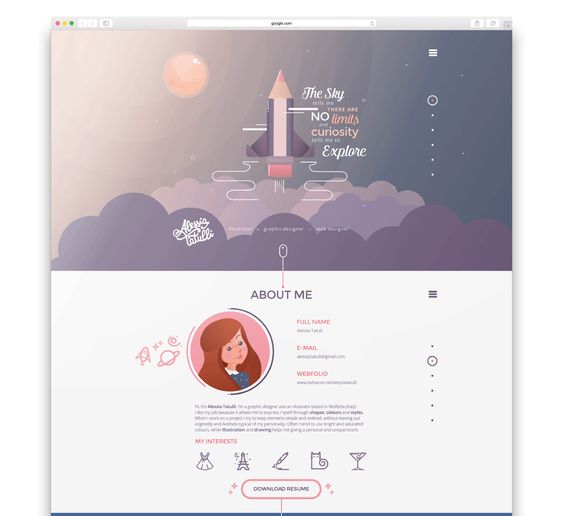 google.com
The Sky
tells me
THERE ARE
NO limits
and
curiosity
tells me to
Explore
Alessia
Tatulli
illustrator • graphic designer • web designer
ABOUT ME
FULL NAME
Alessia Tatulli
E-MAIL
alessia.tatulli@gmail.com
WEBFOLIO
www.behance.net/alessiatatulli
Hi, I'm Alessia Tatulli. I'm a graphic designer and an illustrator based in Molfetta (Italy).
I like my job because it allows me to express myself through shapes, colours and styles.
When I work on a project I try to keep elements simple and ordered without leaving out
originality and liveliness typical of my personality. Often I tend to use bright and saturated
colours, while illustration and drawing helps me giving a personal and unique touch.
MY INTERESTS
DOWNLOAD RESUME